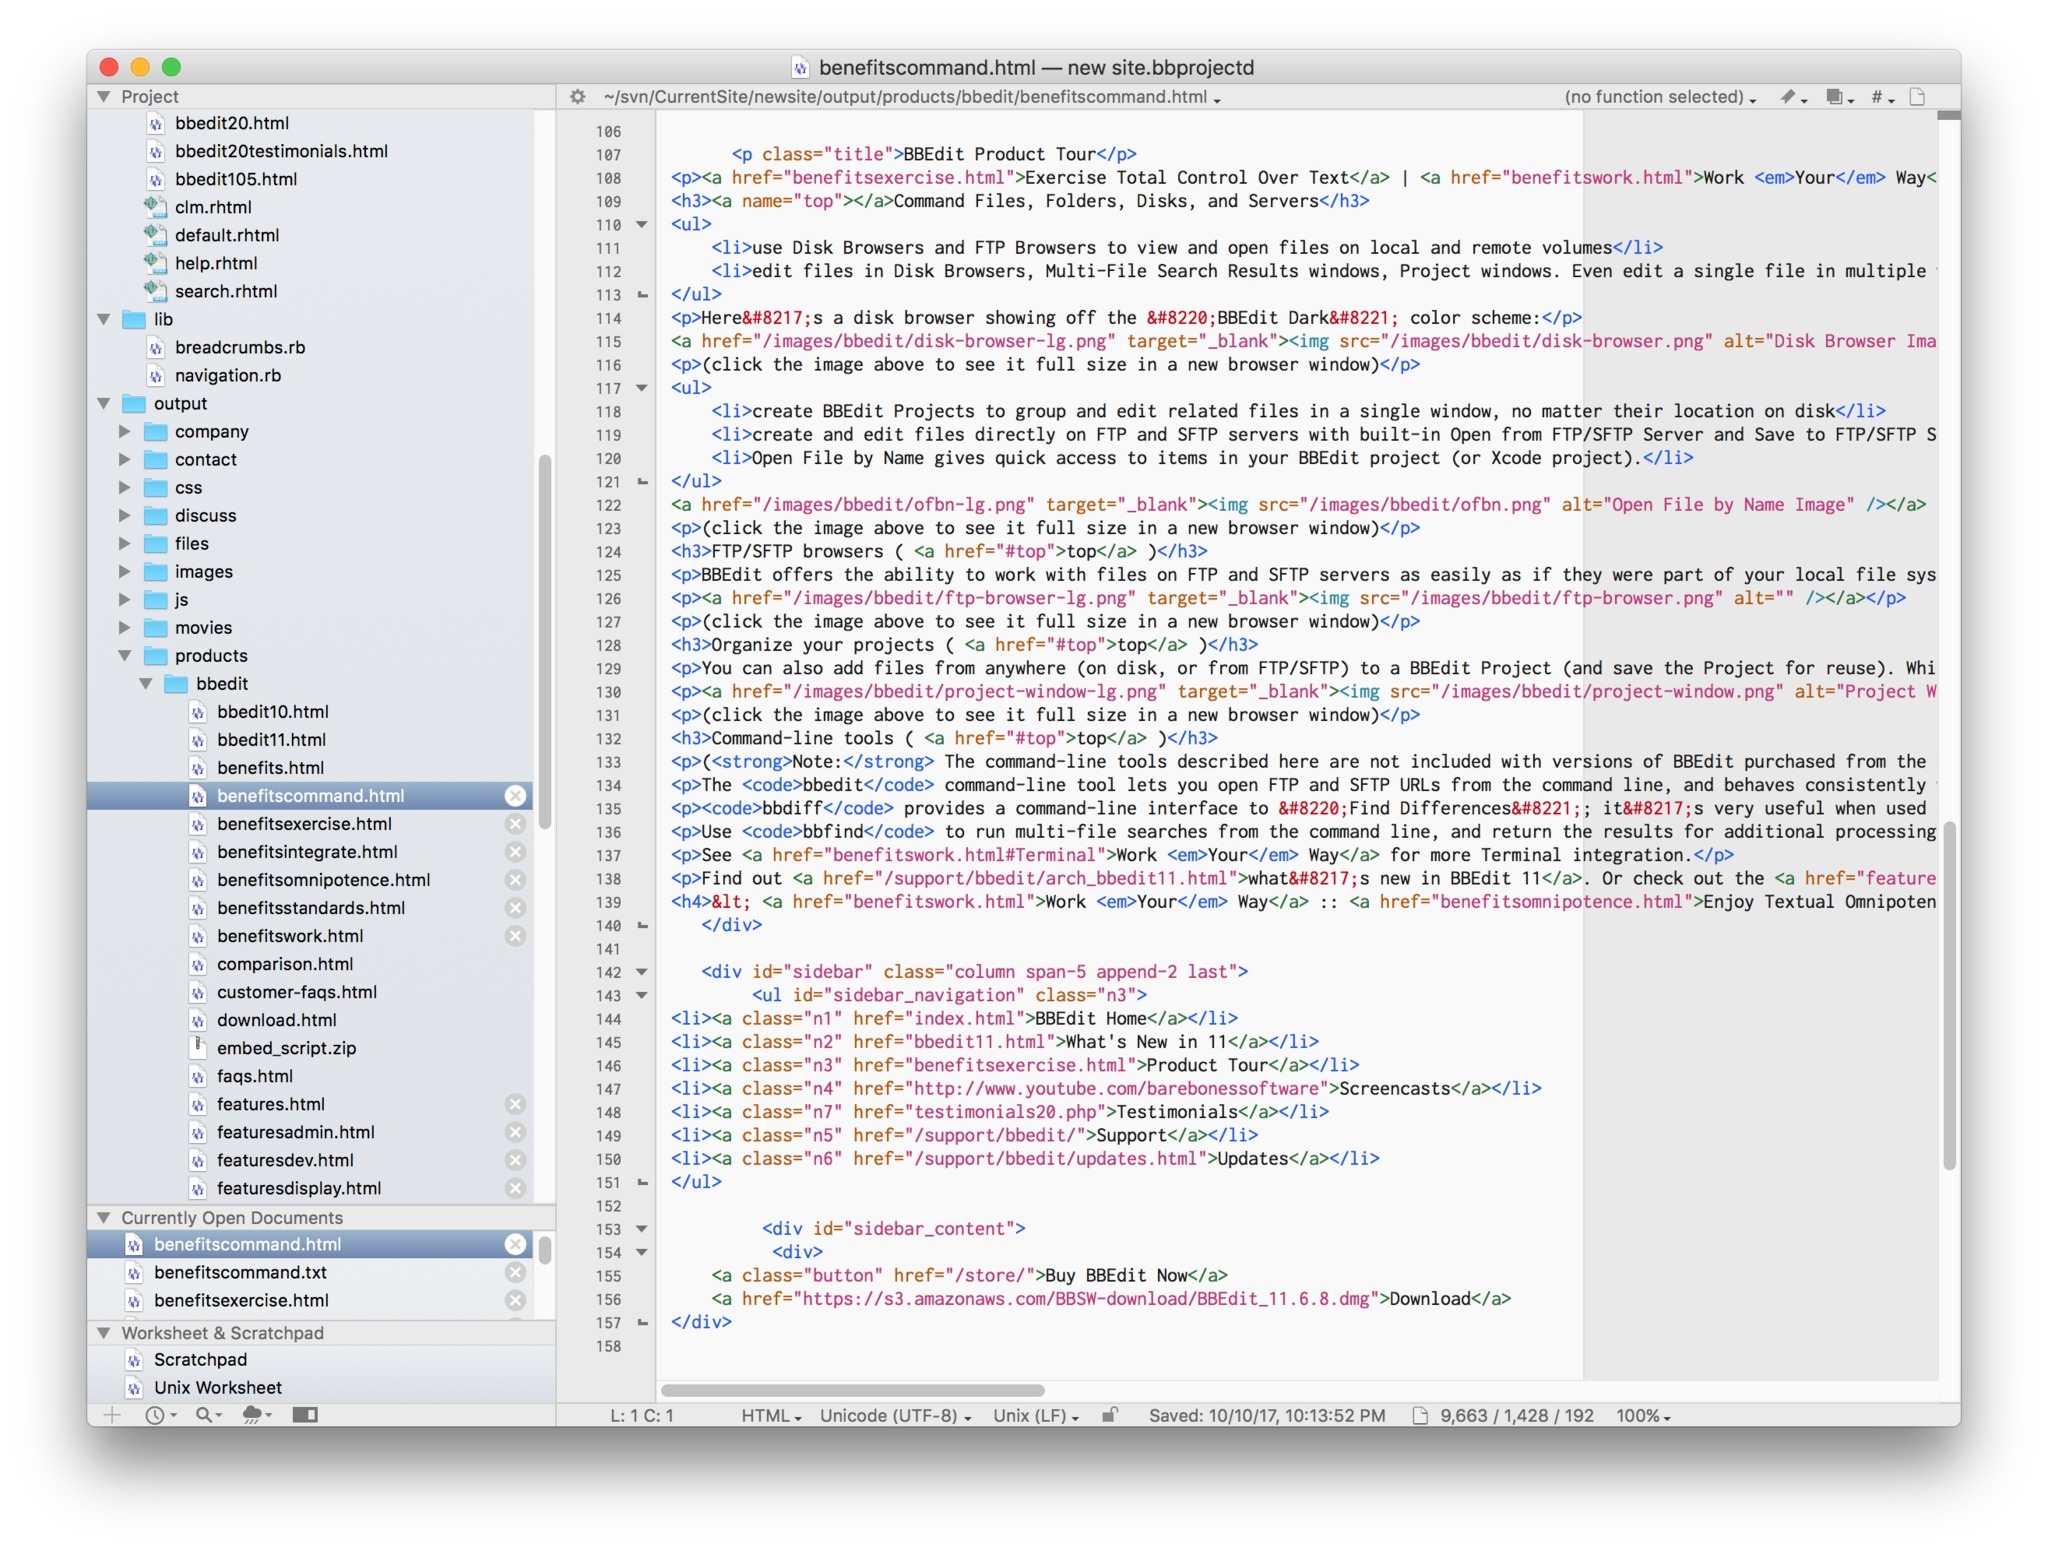 benefitscommand.html — new site.bbprojectd
Project
bbedit20.html
bbedit20testimonials.html
bbedit105.html
clm.rhtml
default.rhtml
help.rhtml
search.rhtml
lib
breadcrumbs.rb
navigation.rb
output
company
contact
css
discuss
files
images
js
movies
products
bbedit
bbedit10.html
bbedit11.html
benefits.html
benefitscommand.html
benefitsexercise.html
benefitsintegrate.html
benefitsomnipotence.html
benefitsstandards.html
benefitswork.html
comparison.html
customer-faqs.html
download.html
embed_script.zip
faqs.html
features.html
featuresadmin.html
featuresdev.html
featuresdisplay.html
Currently Open Documents
benefitscommand.html
benefitscommand.txt
benefitsexercise.html
Worksheet & Scratchpad
Scratchpad
Unix Worksheet
~/svn/CurrentSite/newsite/output/products/bbedit/benefitscommand.html (no function selected) #
106
107 <p class="title">BBEdit Product Tour</p>
108 <p><a href="benefitsexercise.html">Exercise Total Control Over Text</a> | <a href="benefitswork.html">Work <em>Your</em> Way<
109 <h3><a name="top"></a>Command Files, Folders, Disks, and Servers</h3>
110 <ul>
111 <li>use Disk Browsers and FTP Browsers to view and open files on local and remote volumes</li>
112 <li>edit files in Disk Browsers, Multi-File Search Results windows, Project windows. Even edit a single file in multiple
113 </ul>
114 <p>Here&#8217;s a disk browser showing off the &#8220;BBEdit Dark&#8221; color scheme:</p>
115 <a href="/images/bbedit/disk-browser-lg.png" target="_blank"><img src="/images/bbedit/disk-browser.png" alt="Disk Browser Ima
116 <p>(click the image above to see it full size in a new browser window)</p>
117 <ul>
118 <li>create BBEdit Projects to group and edit related files in a single window, no matter their location on disk</li>
119 <li>create and edit files directly on FTP and SFTP servers with built-in Open from FTP/SFTP Server and Save to FTP/SFTP S
120 <li>Open File by Name gives quick access to items in your BBEdit project (or Xcode project).</li>
121 </ul>
122 <a href="/images/bbedit/ofbn-lg.png" target="_blank"><img src="/images/bbedit/ofbn.png" alt="Open File by Name Image" /></a>
123 <p>(click the image above to see it full size in a new browser window)</p>
124 <h3>FTP/SFTP browsers ( <a href="#top">top</a> )</h3>
125 <p>BBEdit offers the ability to work with files on FTP and SFTP servers as easily as if they were part of your local file sys
126 <p><a href="/images/bbedit/ftp-browser-lg.png" target="_blank"><img src="/images/bbedit/ftp-browser.png" alt="" /></a></p>
127 <p>(click the image above to see it full size in a new browser window)</p>
128 <h3>Organize your projects ( <a href="#top">top</a> )</h3>
129 <p>You can also add files from anywhere (on disk, or from FTP/SFTP) to a BBEdit Project (and save the Project for reuse). Whi
130 <p><a href="/images/bbedit/project-window-lg.png" target="_blank"><img src="/images/bbedit/project-window.png" alt="Project W
131 <p>(click the image above to see it full size in a new browser window)</p>
132 <h3>Command-line tools ( <a href="#top">top</a> )</h3>
133 <p>(<strong>Note:</strong> The command-line tools described here are not included with versions of BBEdit purchased from the
134 <p>The <code>bbedit</code> command-line tool lets you open FTP and SFTP URLs from the command line, and behaves consistently
135 <p><code>bbdiff</code> provides a command-line interface to &#8220;Find Differences&#8221;; it&#8217;s very useful when used
136 <p>Use <code>bbfind</code> to run multi-file searches from the command line, and return the results for additional processing
137 <p>See <a href="benefitswork.html#Terminal">Work <em>Your</em> Way</a> for more Terminal integration.</p>
138 <p>Find out <a href="/support/bbedit/arch_bbedit11.html">what&#8217;s new in BBEdit 11</a>. Or check out the <a href="feature
139 <h4>&lt; <a href="benefitswork.html">Work <em>Your</em> Way</a> :: <a href="benefitsomnipotence.html">Enjoy Textual Omnipoten
140 </div>
141
142 <div id="sidebar" class="column span-5 append-2 last">
143 <ul id="sidebar_navigation" class="n3">
144 <li><a class="n1" href="index.html">BBEdit Home</a></li>
145 <li><a class="n2" href="bbedit11.html">What's New in 11</a></li>
146 <li><a class="n3" href="benefitsexercise.html">Product Tour</a></li>
147 <li><a class="n4" href="http://www.youtube.com/barebonessoftware">Screencasts</a></li>
148 <li><a class="n7" href="testimonials20.php">Testimonials</a></li>
149 <li><a class="n5" href="/support/bbedit/">Support</a></li>
150 <li><a class="n6" href="/support/bbedit/updates.html">Updates</a></li>
151 </ul>
152
153 <div id="sidebar_content">
154 <div>
155 <a class="button" href="/store/">Buy BBEdit Now</a>
156 <a href="https://s3.amazonaws.com/BBSW-download/BBEdit_11.6.8.dmg">Download</a>
157 </div>
158
L: 1 C: 1 HTML Unicode (UTF-8) Unix (LF) Saved: 10/10/17, 10:13:52 PM 9,663 / 1,428 / 192 100%